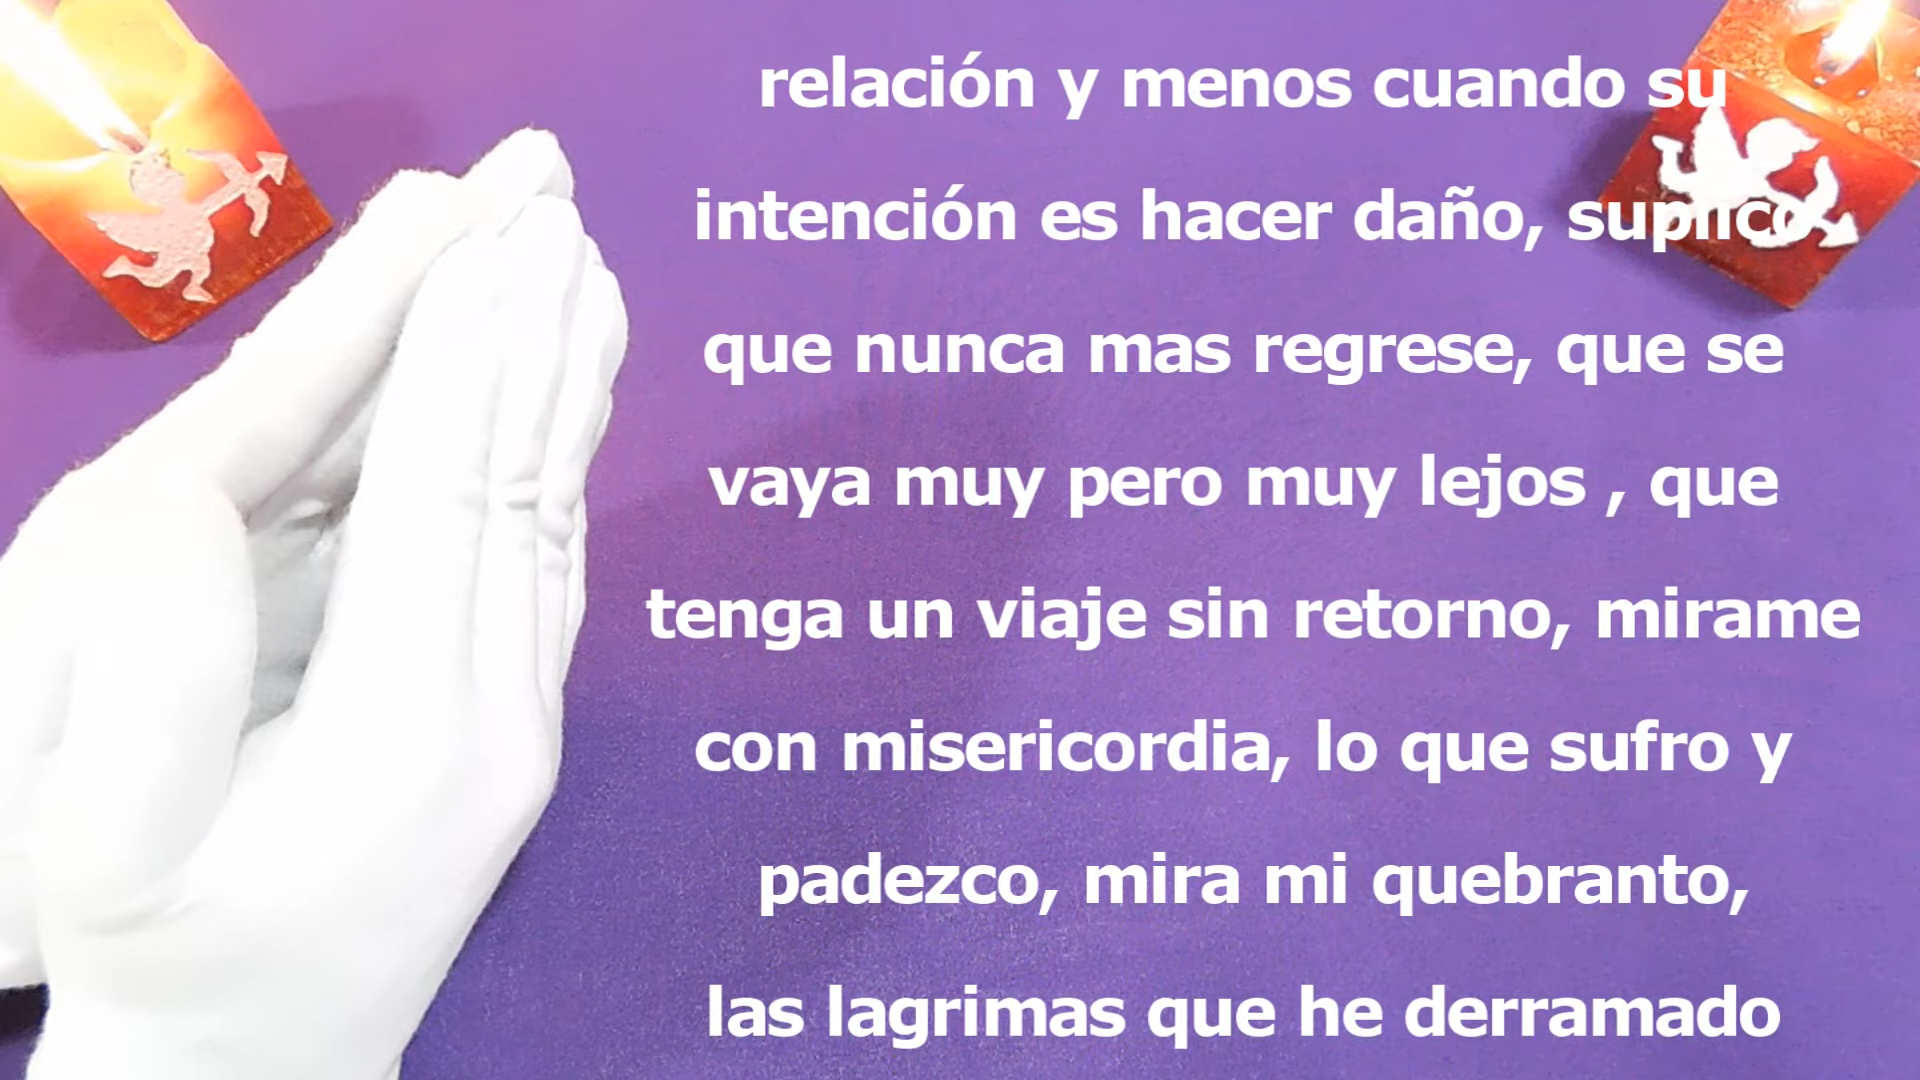 relación y menos cuando su
intención es hacer daño, suplico
que nunca mas regrese, que se
vaya muy pero muy lejos , que
tenga un viaje sin retorno, mirame
con misericordia, lo que sufro y
padezco, mira mi quebranto,
las lagrimas que he derramado